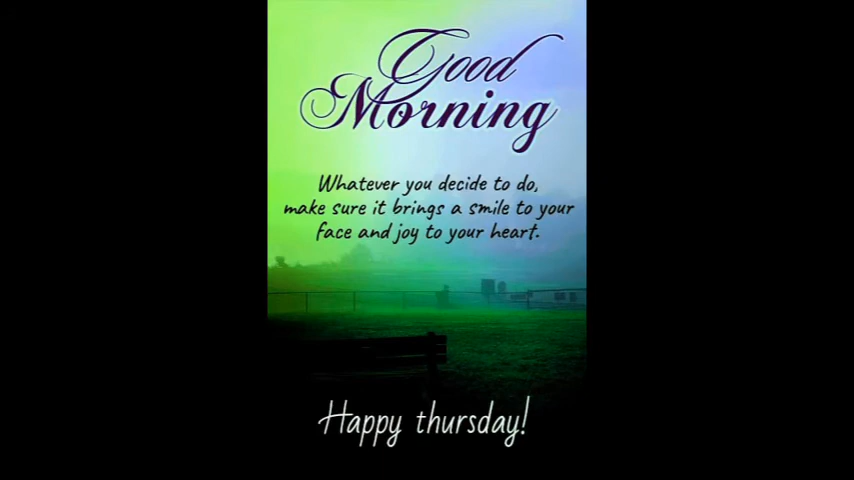 Good
Morning
Whatever you decide to do,
make sure it brings a smile to your
face and joy to your heart.
Happy thursday!